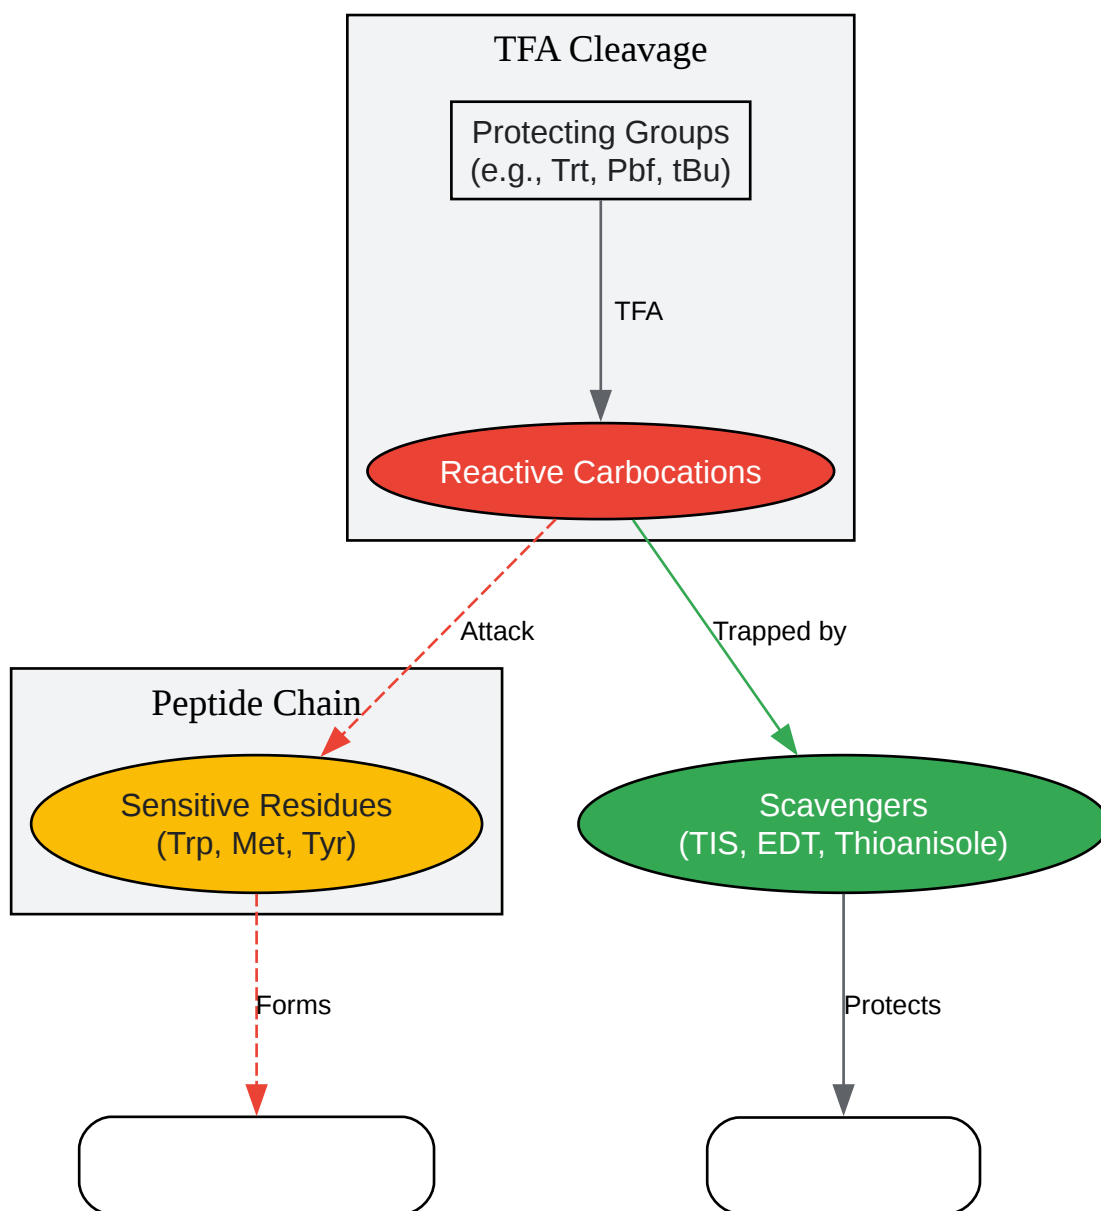 TFA Cleavage
Protecting Groups
(e.g., Trt, Pbf, tBu)
TFA
Reactive Carbocations
Attack
Trapped by
Peptide Chain
Sensitive Residues
(Trp, Met, Tyr)
Scavengers
(TIS, EDT, Thioanisole)
Forms
Protects